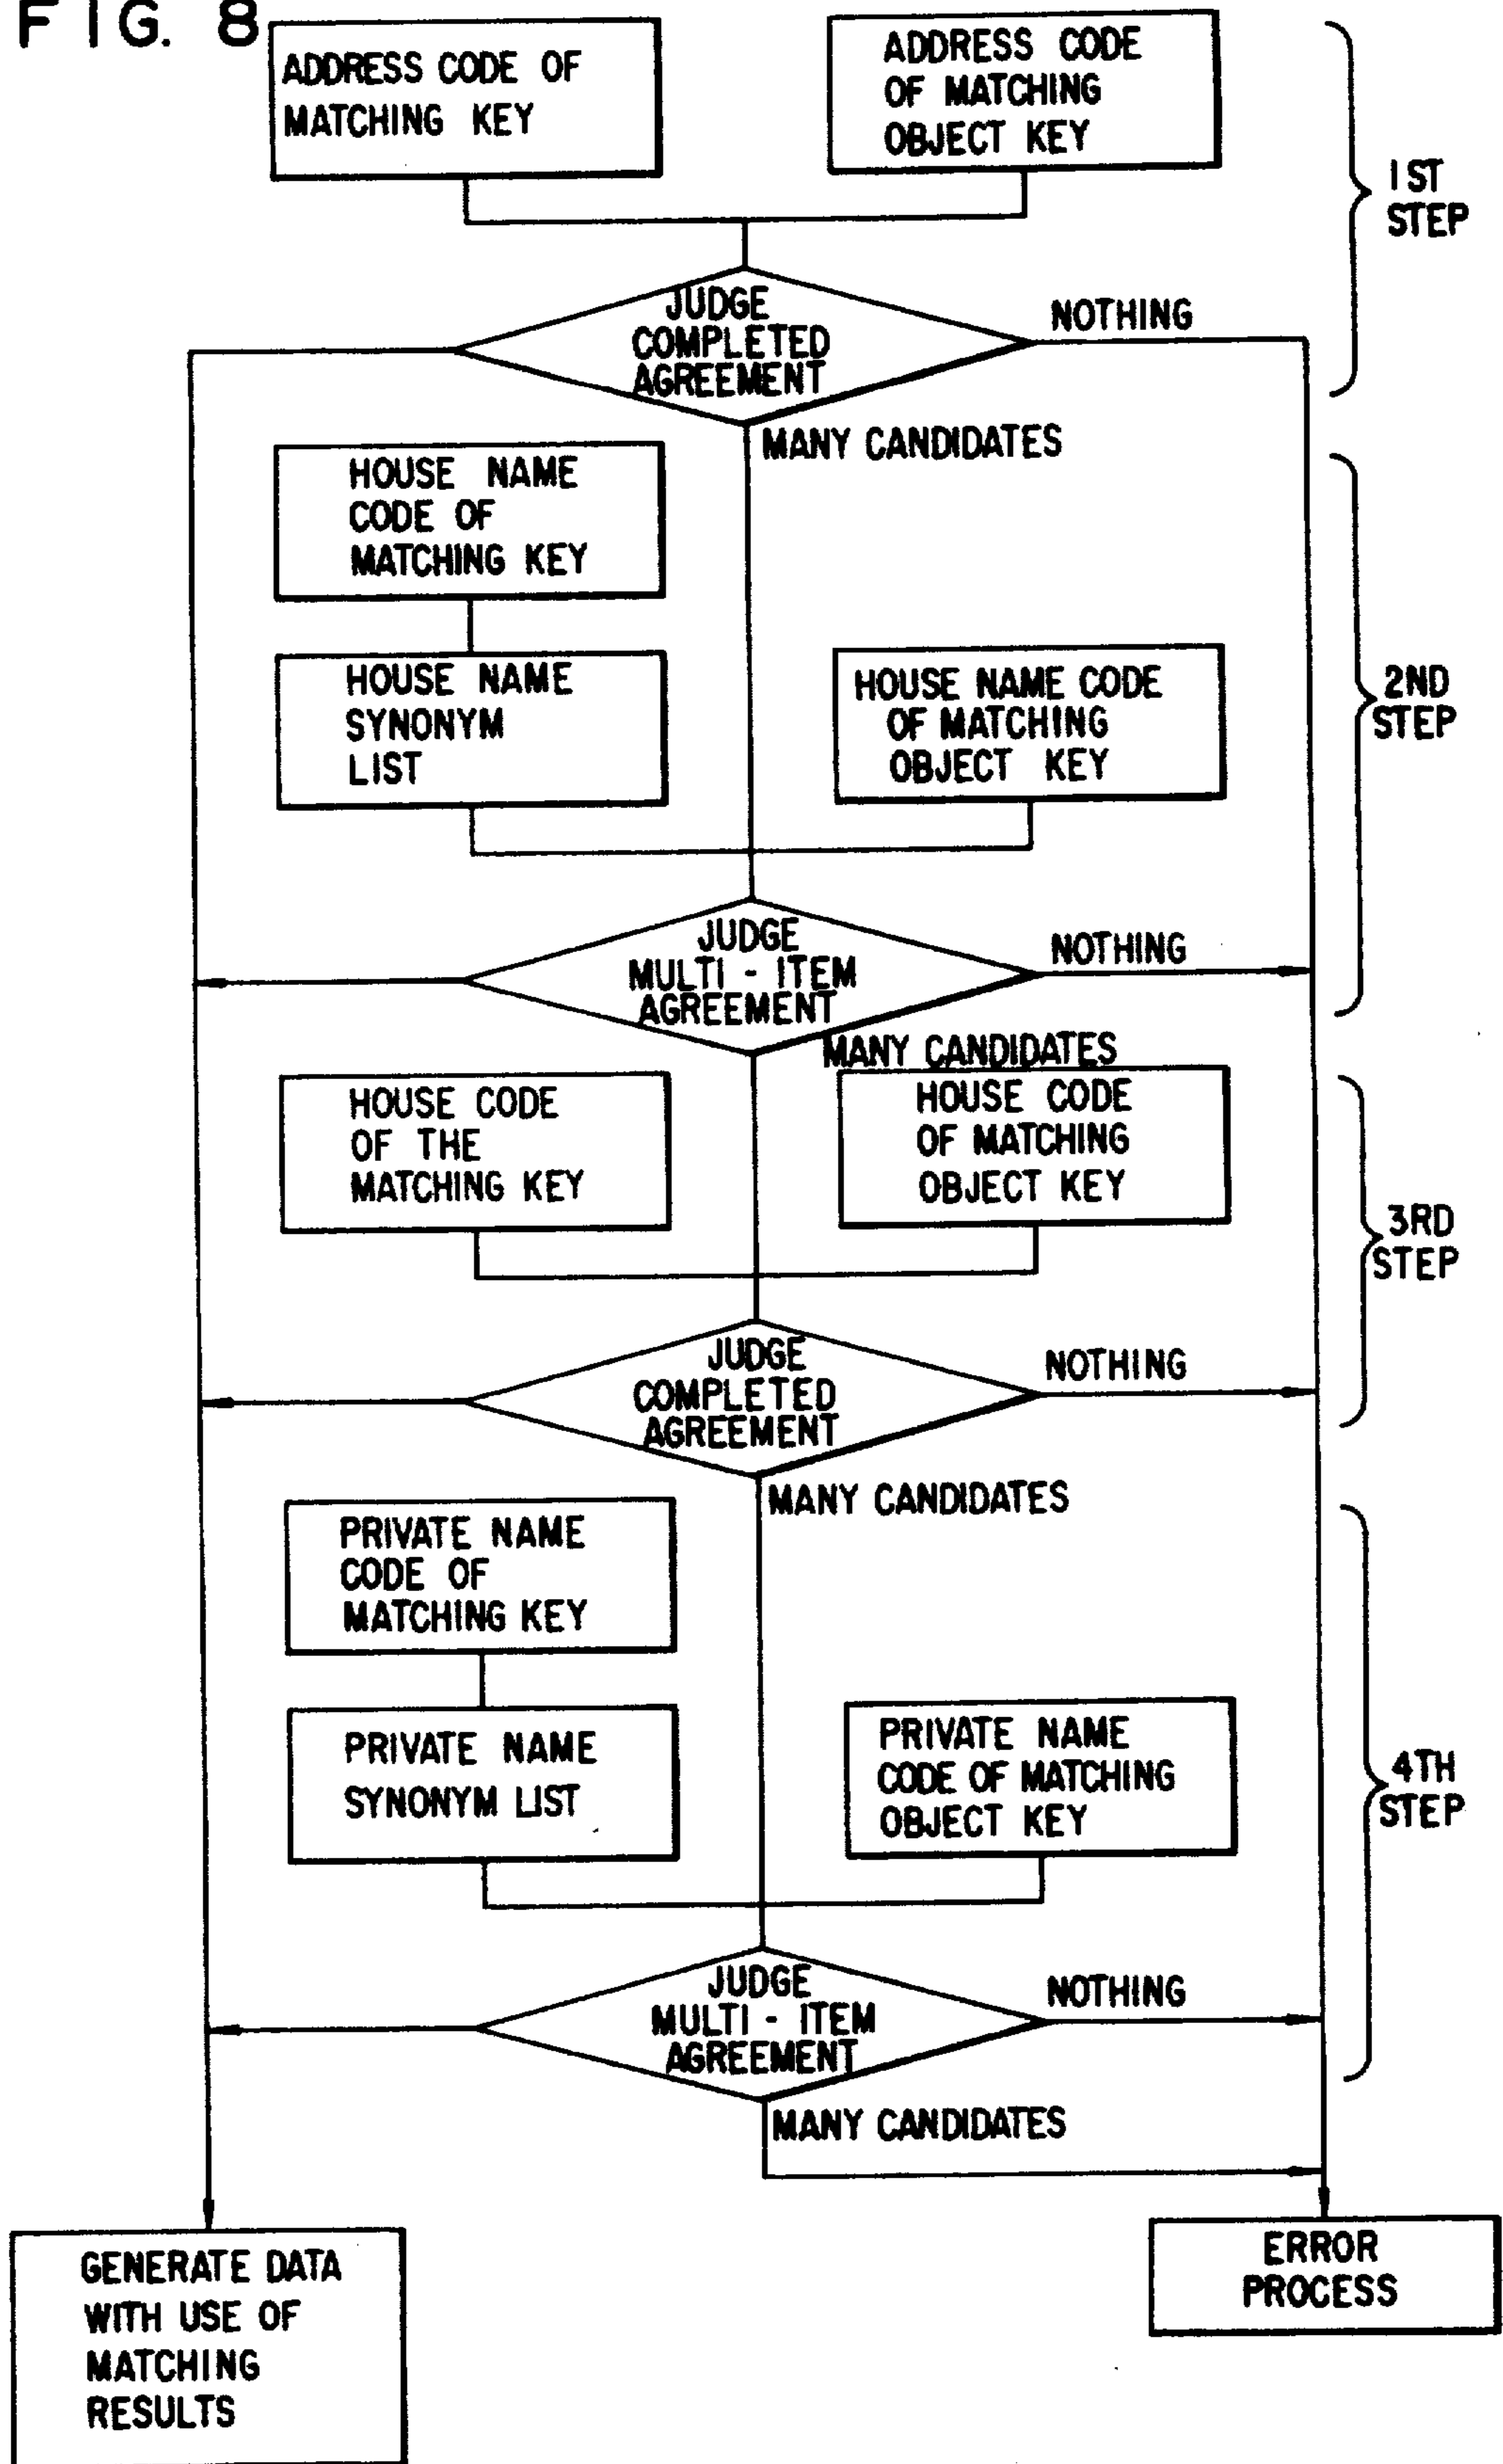 FIG. 8
ADDRESS CODE OF
MATCHING KEY
ADDRESS CODE
OF MATCHING
OBJECT KEY
1ST
STEP
JUDGE
COMPLETED
AGREEMENT
NOTHING
MANY CANDIDATES
HOUSE NAME
CODE OF
MATCHING KEY
HOUSE NAME
SYNONYM
LIST
HOUSE NAME CODE
OF MATCHING
OBJECT KEY
2ND
STEP
JUDGE
MULTI - ITEM
AGREEMENT
NOTHING
MANY CANDIDATES
HOUSE CODE
OF THE
MATCHING KEY
HOUSE CODE
OF MATCHING
OBJECT KEY
3RD
STEP
JUDGE
COMPLETED
AGREEMENT
NOTHING
MANY CANDIDATES
PRIVATE NAME
CODE OF
MATCHING KEY
PRIVATE NAME
SYNONYM LIST
PRIVATE NAME
CODE OF MATCHING
OBJECT KEY
4TH
STEP
JUDGE
MULTI - ITEM
AGREEMENT
NOTHING
MANY CANDIDATES
GENERATE DATA
WITH USE OF
MATCHING
RESULTS
ERROR
PROCESS